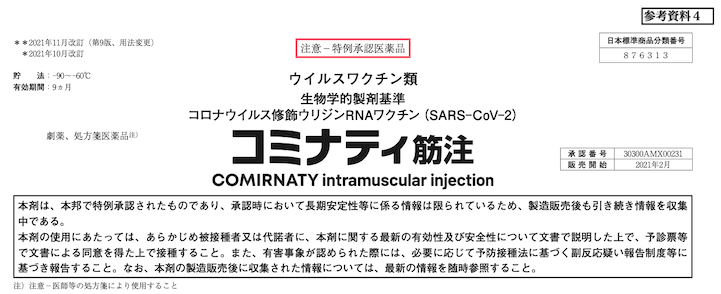 参考資料4
＊＊2021年11月改訂（第9版、用法変更）
＊2021年10月改訂
注意－特例承認医薬品
日本標準商品分類番号
876313
貯　　法：-90～-60℃
有効期間：9ヵ月
ウイルスワクチン類
生物学的製剤基準
コロナウイルス修飾ウリジンRNAワクチン（SARS-CoV-2）
劇薬、処方箋医薬品注）
コミナティ筋注
COMIRNATY intramuscular injection
承認番号 30300AMX00231
販売開始 2021年2月
本剤は、本邦で特例承認されたものであり、承認時において長期安定性等に係る情報は限られているため、製造販売後も引き続き情報を収集
中である。
本剤の使用にあたっては、あらかじめ被接種者又は代諾者に、本剤に関する最新の有効性及び安全性について文書で説明した上で、予診票等
で文書による同意を得た上で接種すること。また、有害事象が認められた際には、必要に応じて予防接種法に基づく副反応疑い報告制度等に
基づき報告すること。なお、本剤の製造販売後に収集された情報については、最新の情報を随時参照すること。
注）注意－医師等の処方箋により使用すること